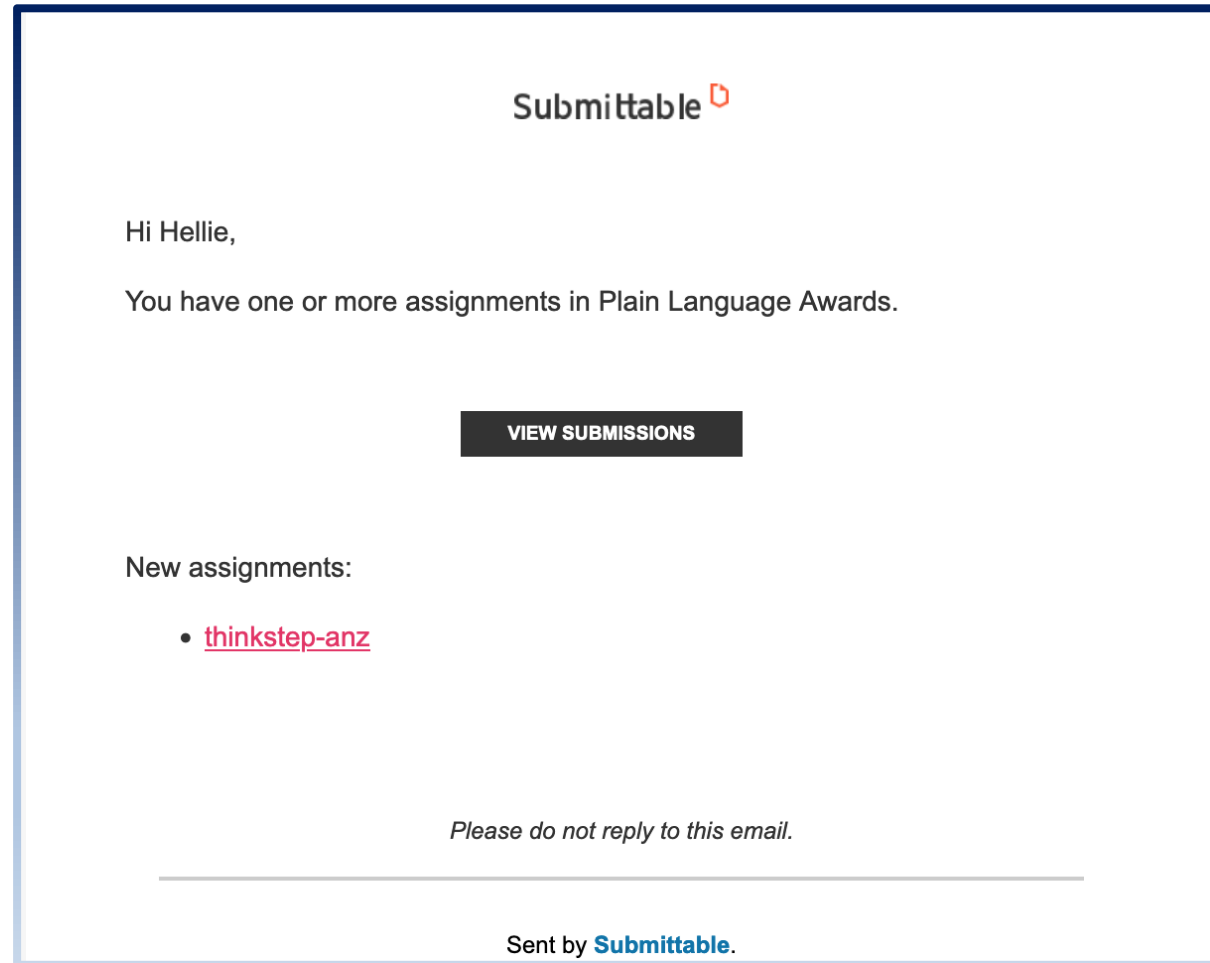 Submittable
Hi Hellie,
You have one or more assignments in Plain Language Awards.
VIEW SUBMISSIONS
New assignments:
• thinkstep-anz
Please do not reply to this email.
Sent by Submittable.